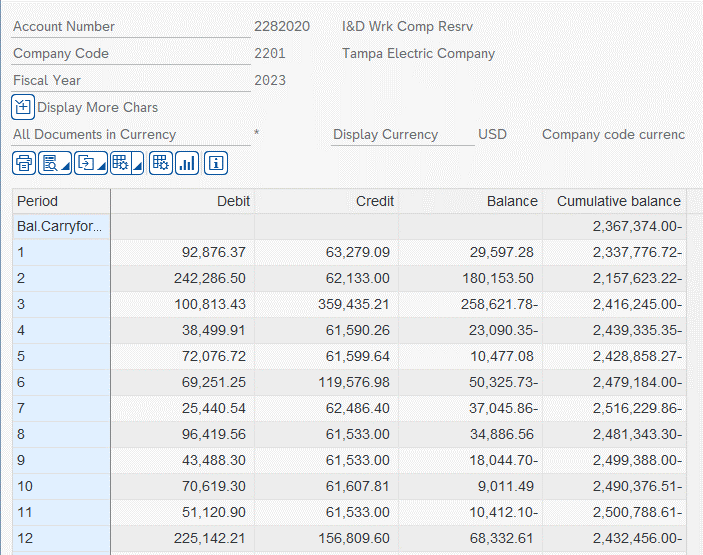 Account Number 2282020 I&D Wrk Comp Resrv
Company Code 2201 Tampa Electric Company
Fiscal Year 2023
Display More Chars
All Documents in Currency * Display Currency USD Company code currenc
Period Debit Credit Balance Cumulative balance
Bal.Carryfor... 2,367,374.00-
1 92,876.37 63,279.09 29,597.28 2,337,776.72-
2 242,286.50 62,133.00 180,153.50 2,157,623.22-
3 100,813.43 359,435.21 258,621.78- 2,416,245.00-
4 38,499.91 61,590.26 23,090.35- 2,439,335.35-
5 72,076.72 61,599.64 10,477.08 2,428,858.27-
6 69,251.25 119,576.98 50,325.73- 2,479,184.00-
7 25,440.54 62,486.40 37,045.86- 2,516,229.86-
8 96,419.56 61,533.00 34,886.56 2,481,343.30-
9 43,488.30 61,533.00 18,044.70- 2,499,388.00-
10 70,619.30 61,607.81 9,011.49 2,490,376.51-
11 51,120.90 61,533.00 10,412.10- 2,500,788.61-
12 225,142.21 156,809.60 68,332.61 2,432,456.00-